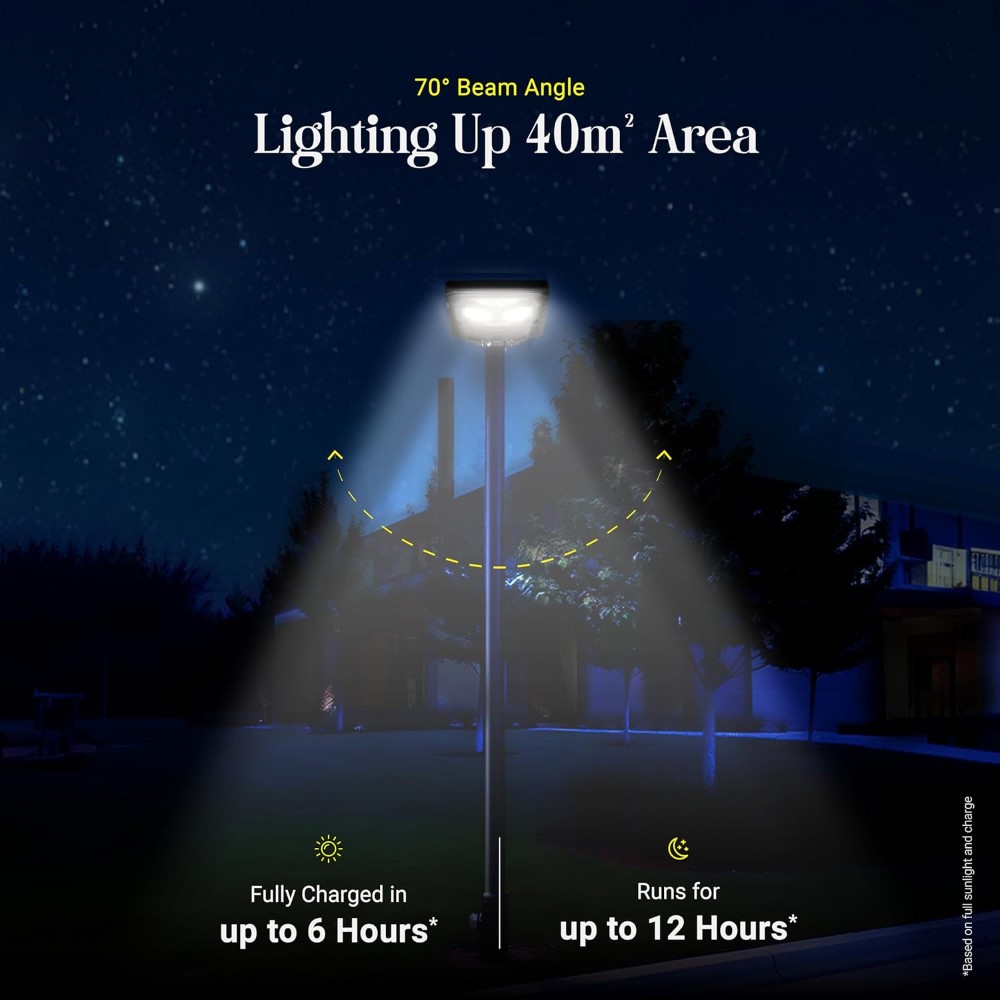 70° Beam Angle
Lighting Up 40m² Area
Fully Charged in
up to 6 Hours*
Runs for
up to 12 Hours*
*Based on full sunlight and charge